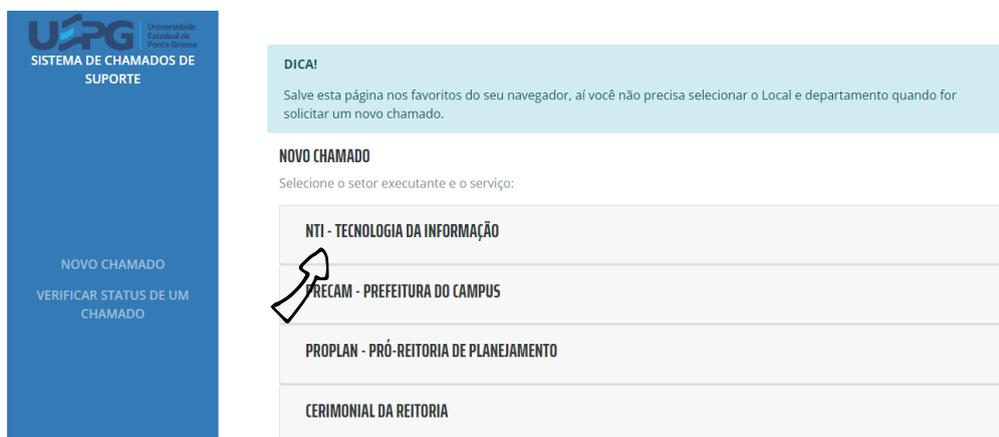 UEPG
Universidade
Estadual de
Ponta Grossa
SISTEMA DE CHAMADOS DE
SUPORTE
NOVO CHAMADO
VERIFICAR STATUS DE UM
CHAMADO
DICA!
Salve esta página nos favoritos do seu navegador, aí você não precisa selecionar o Local e departamento quando for
solicitar um novo chamado.
NOVO CHAMADO
Selecione o setor executante e o serviço:
NTI - TECNOLOGIA DA INFORMAÇÃO
PRECAM - PREFEITURA DO CAMPUS
PROPLAN - PRÓ-REITORIA DE PLANEJAMENTO
CERIMONIAL DA REITORIA